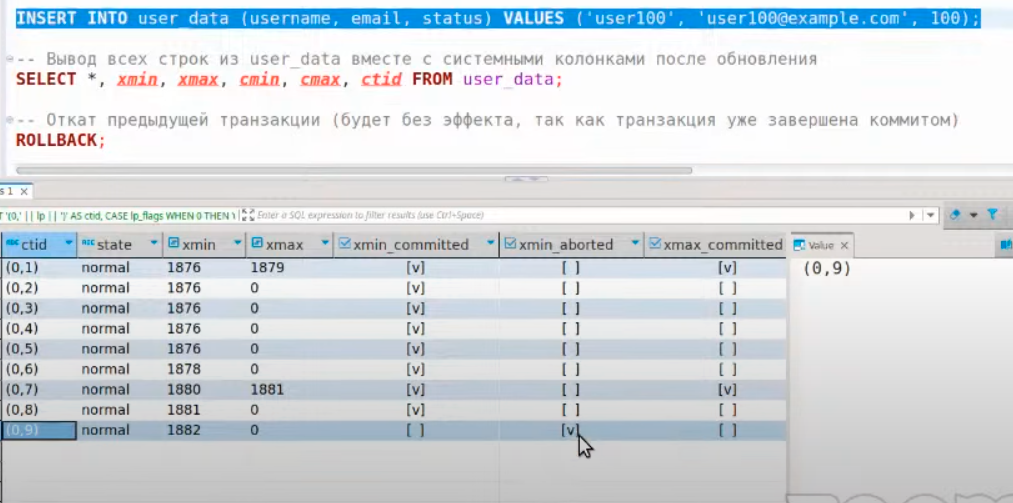 INSERT INTO user_data (username, email, status) VALUES ('user100', 'user100@example.com', 100);
-- Вывод всех строк из user_data вместе с системными колонками после обновления
SELECT *, xmin, xmax, cmin, cmax, ctid FROM user_data;
-- Откат предыдущей транзакции (будет без эффекта, так как транзакция уже завершена коммитом)
ROLLBACK;
s 1
'(0,' || lp || ')' AS ctid, CASE lp_flags WHEN 0 THEN Enter a SQL expression to filter results (use Ctrl+Space)
ctid state xmin xmax xmin_committed xmin_aborted xmax_committed Value
(0,1) normal 1876 1879 [v] [ ] [v] (0,9)
(0,2) normal 1876 0 [v] [ ] [ ]
(0,3) normal 1876 0 [v] [ ] [ ]
(0,4) normal 1876 0 [v] [ ] [ ]
(0,5) normal 1876 0 [v] [ ] [ ]
(0,6) normal 1878 0 [v] [ ] [ ]
(0,7) normal 1880 1881 [v] [ ] [v]
(0,8) normal 1881 0 [v] [ ] [ ]
(0,9) normal 1882 0 [ ] [v] [ ]
zoom